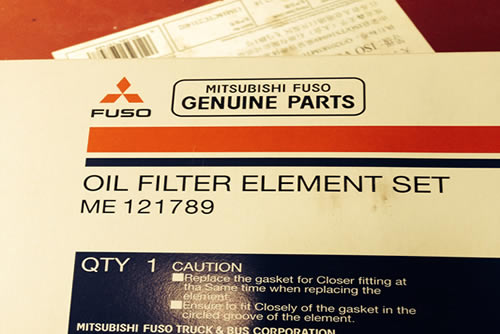 FUSO
MITSUBISHI FUSO
GENUINE PARTS
OIL FILTER ELEMENT SET
ME 121789
QTY 1 CAUTION
Replace the gasket for Closer fitting at
tha Same time when replacing the
element.
Ensure to fit Closely of the gasket in the
circled groove of the element.
MITSUBISHI FUSO TRUCK & BUS CORPORATION